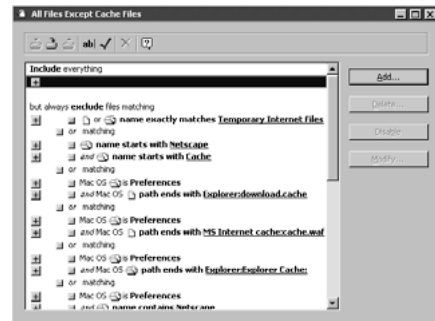 All Files Except Cache Files
ab|
Include everything
but always exclude files matching
or name exactly matches Temporary Internet Files
or matching
name starts with Netscape
and name starts with Cache
or matching
Mac OS is Preferences
and Mac OS path ends with Explorer:download.cache
or matching
Mac OS is Preferences
and Mac OS path ends with MS Internet cache:cache.waf
or matching
Mac OS is Preferences
and Mac OS path ends with Explorer:Explorer Cache:
or matching
Mac OS is Preferences
and Mac OS name contains Netscape
Add...
Delete...
Disable
Modify...